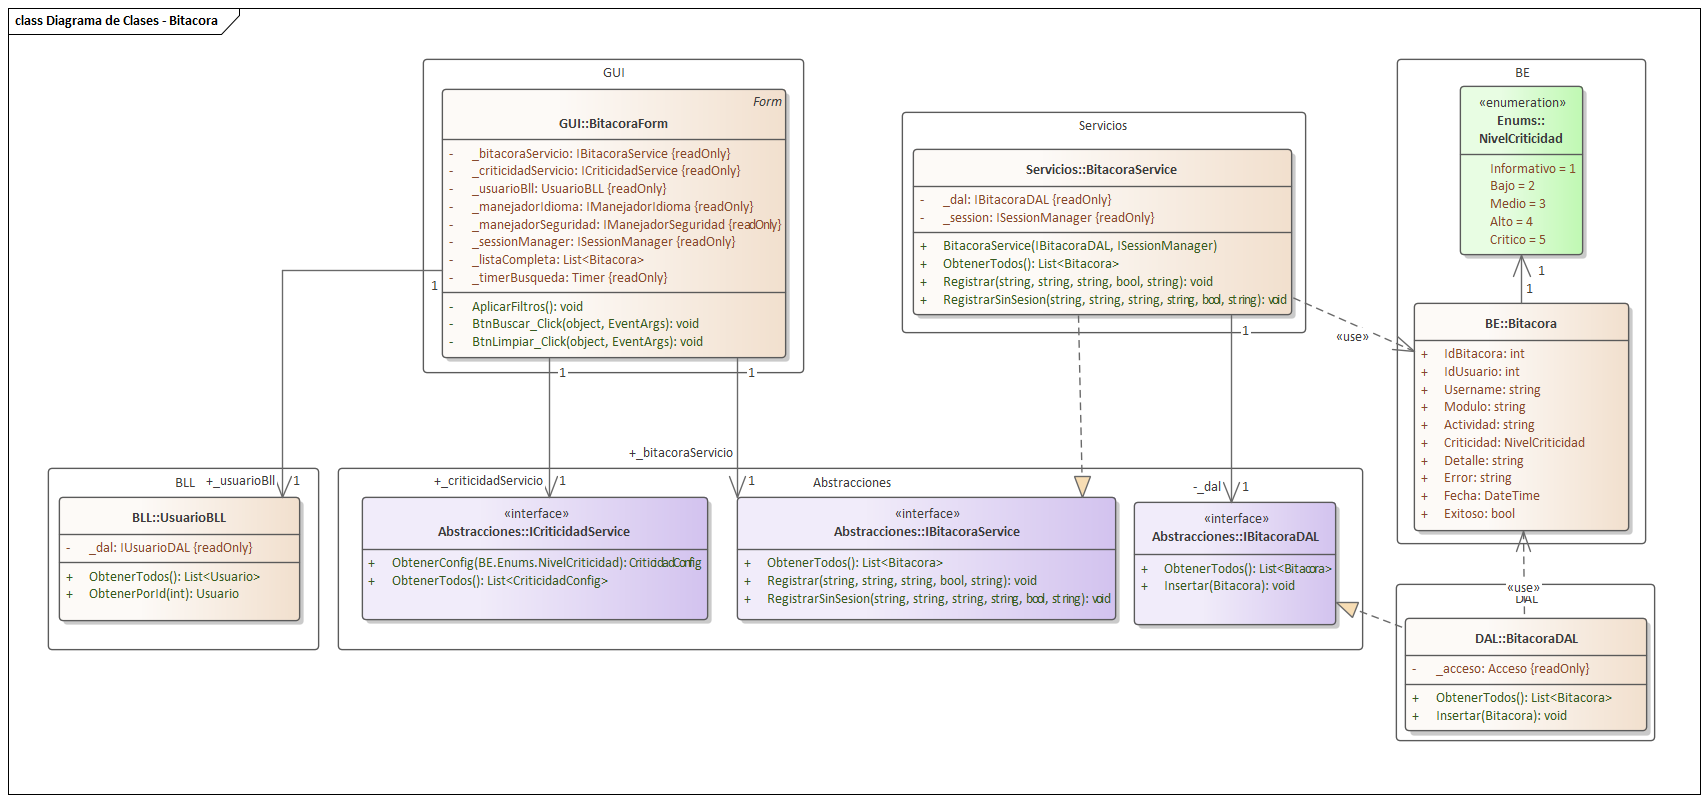 class Diagrama de Clases - Bitacora
GUI
Form
GUI::BitacoraForm
- _bitacoraServicio: IBitacoraService {readOnly}
- _criticidadServicio: ICriticidadService {readOnly}
- _usuarioBll: UsuarioBLL {readOnly}
- _manejadorIdioma: IManejadorIdioma {readOnly}
- _manejadorSeguridad: IManejadorSeguridad {readOnly}
- _sessionManager: ISessionManager {readOnly}
- _listaCompleta: List<Bitacora>
- _timerBusqueda: Timer {readOnly}
- AplicarFiltros(): void
- BtnBuscar_Click(object, EventArgs): void
- BtnLimpiar_Click(object, EventArgs): void
1
1
1
Servicios
Servicios::BitacoraService
- _dal: IBitacoraDAL {readOnly}
- _session: ISessionManager {readOnly}
+ BitacoraService(IBitacoraDAL, ISessionManager)
+ ObtenerTodos(): List<Bitacora>
+ Registrar(string, string, string, bool, string): void
+ RegistrarSinSesion(string, string, string, string, bool, string): void
1
«use»
BE
«enumeration»
Enums::
NivelCriticidad
Informativo = 1
Bajo = 2
Medio = 3
Alto = 4
Critico = 5
1
1
BE::Bitacora
+ IdBitacora: int
+ IdUsuario: int
+ Username: string
+ Modulo: string
+ Actividad: string
+ Criticidad: NivelCriticidad
+ Detalle: string
+ Error: string
+ Fecha: DateTime
+ Exitoso: bool
BLL
+_usuarioBll
1
BLL::UsuarioBLL
- _dal: IUsuarioDAL {readOnly}
+ ObtenerTodos(): List<Usuario>
+ ObtenerPorId(int): Usuario
Abstracciones
+_criticidadServicio
1
«interface»
Abstracciones::ICriticidadService
+ ObtenerConfig(BE.Enums.NivelCriticidad): CriticidadConfig
+ ObtenerTodos(): List<CriticidadConfig>
+_bitacoraServicio
1
«interface»
Abstracciones::IBitacoraService
+ ObtenerTodos(): List<Bitacora>
+ Registrar(string, string, string, bool, string): void
+ RegistrarSinSesion(string, string, string, string, bool, string): void
-_dal
1
«interface»
Abstracciones::IBitacoraDAL
+ ObtenerTodos(): List<Bitacora>
+ Insertar(Bitacora): void
«use»
DAL
DAL::BitacoraDAL
- _acceso: Acceso {readOnly}
+ ObtenerTodos(): List<Bitacora>
+ Insertar(Bitacora): void